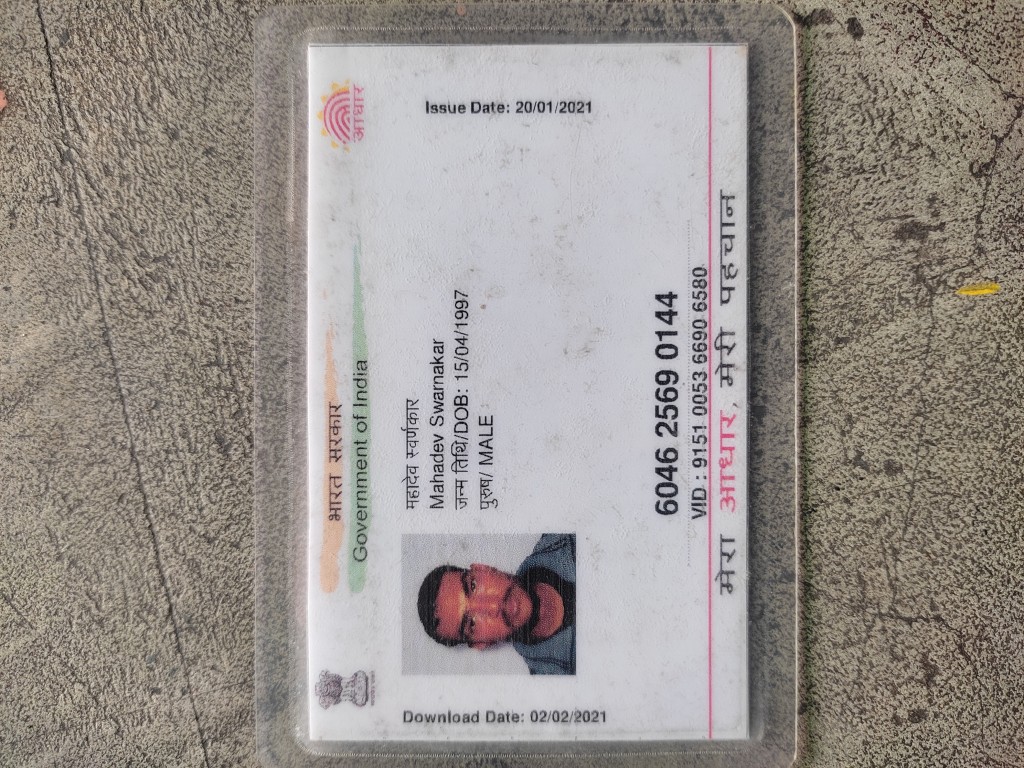 भारत सरकार
Government of India
आधार
Issue Date: 20/01/2021
Download Date: 02/02/2021
महादेव स्वर्णकार
Mahadev Swarnakar
जन्म तिथि/DOB: 15/04/1997
पुरुष/ MALE
6046 2569 0144
VID : 9151 0053 6690 6580
मेरा आधार, मेरी पहचान